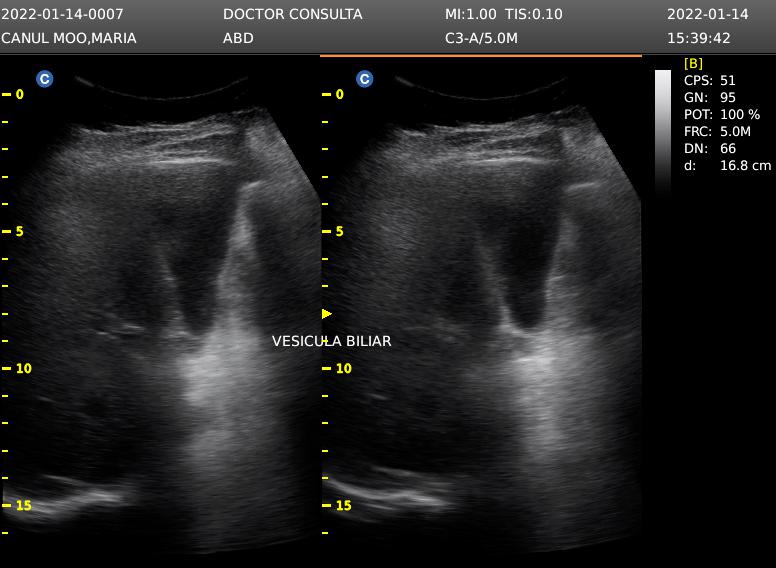 2022-01-14-0007 DOCTOR CONSULTA MI:1.00 TIS:0.10 2022-01-14
CANUL MOO,MARIA ABD C3-A/5.0M 15:39:42
[B]
CPS: 51
GN: 95
POT: 100 %
FRC: 5.0M
DN: 66
d: 16.8 cm
C C
0 0
5 5
VESICULA BILIAR
10 10
15 15